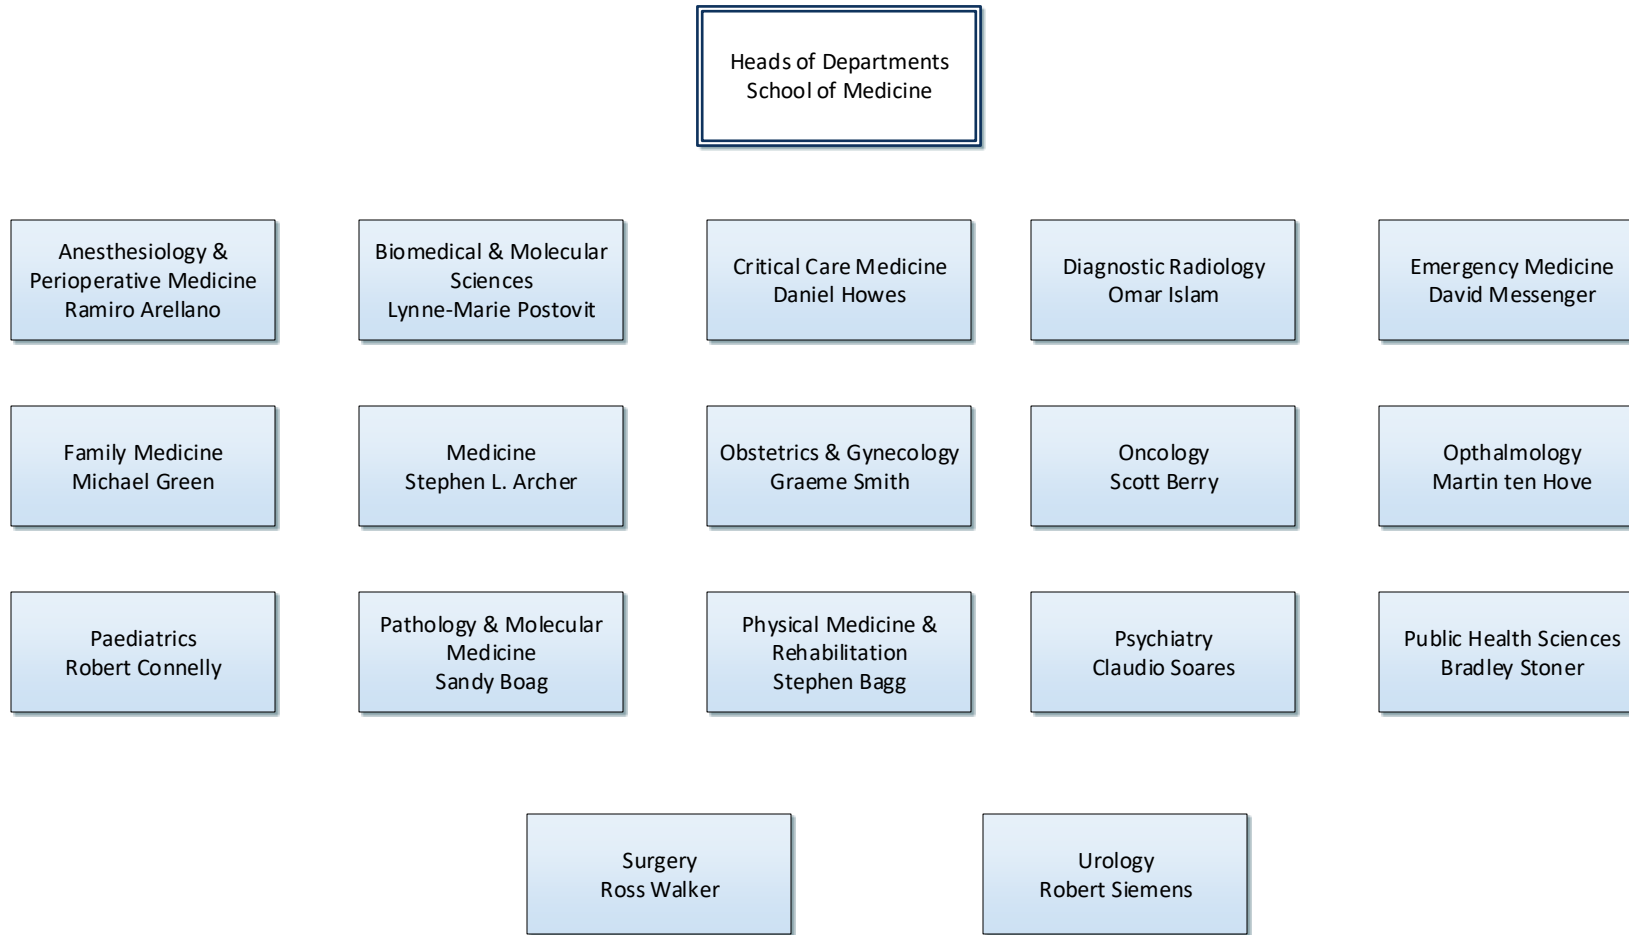 Heads of Departments
School of Medicine
Anesthesiology &
Perioperative Medicine
Ramiro Arellano
Biomedical & Molecular
Sciences
Lynne-Marie Postovit
Critical Care Medicine
Daniel Howes
Diagnostic Radiology
Omar Islam
Emergency Medicine
David Messenger
Family Medicine
Michael Green
Medicine
Stephen L. Archer
Obstetrics & Gynecology
Graeme Smith
Oncology
Scott Berry
Opthalmology
Martin ten Hove
Paediatrics
Robert Connelly
Pathology & Molecular
Medicine
Sandy Boag
Physical Medicine &
Rehabilitation
Stephen Bagg
Psychiatry
Claudio Soares
Public Health Sciences
Bradley Stoner
Surgery
Ross Walker
Urology
Robert Siemens